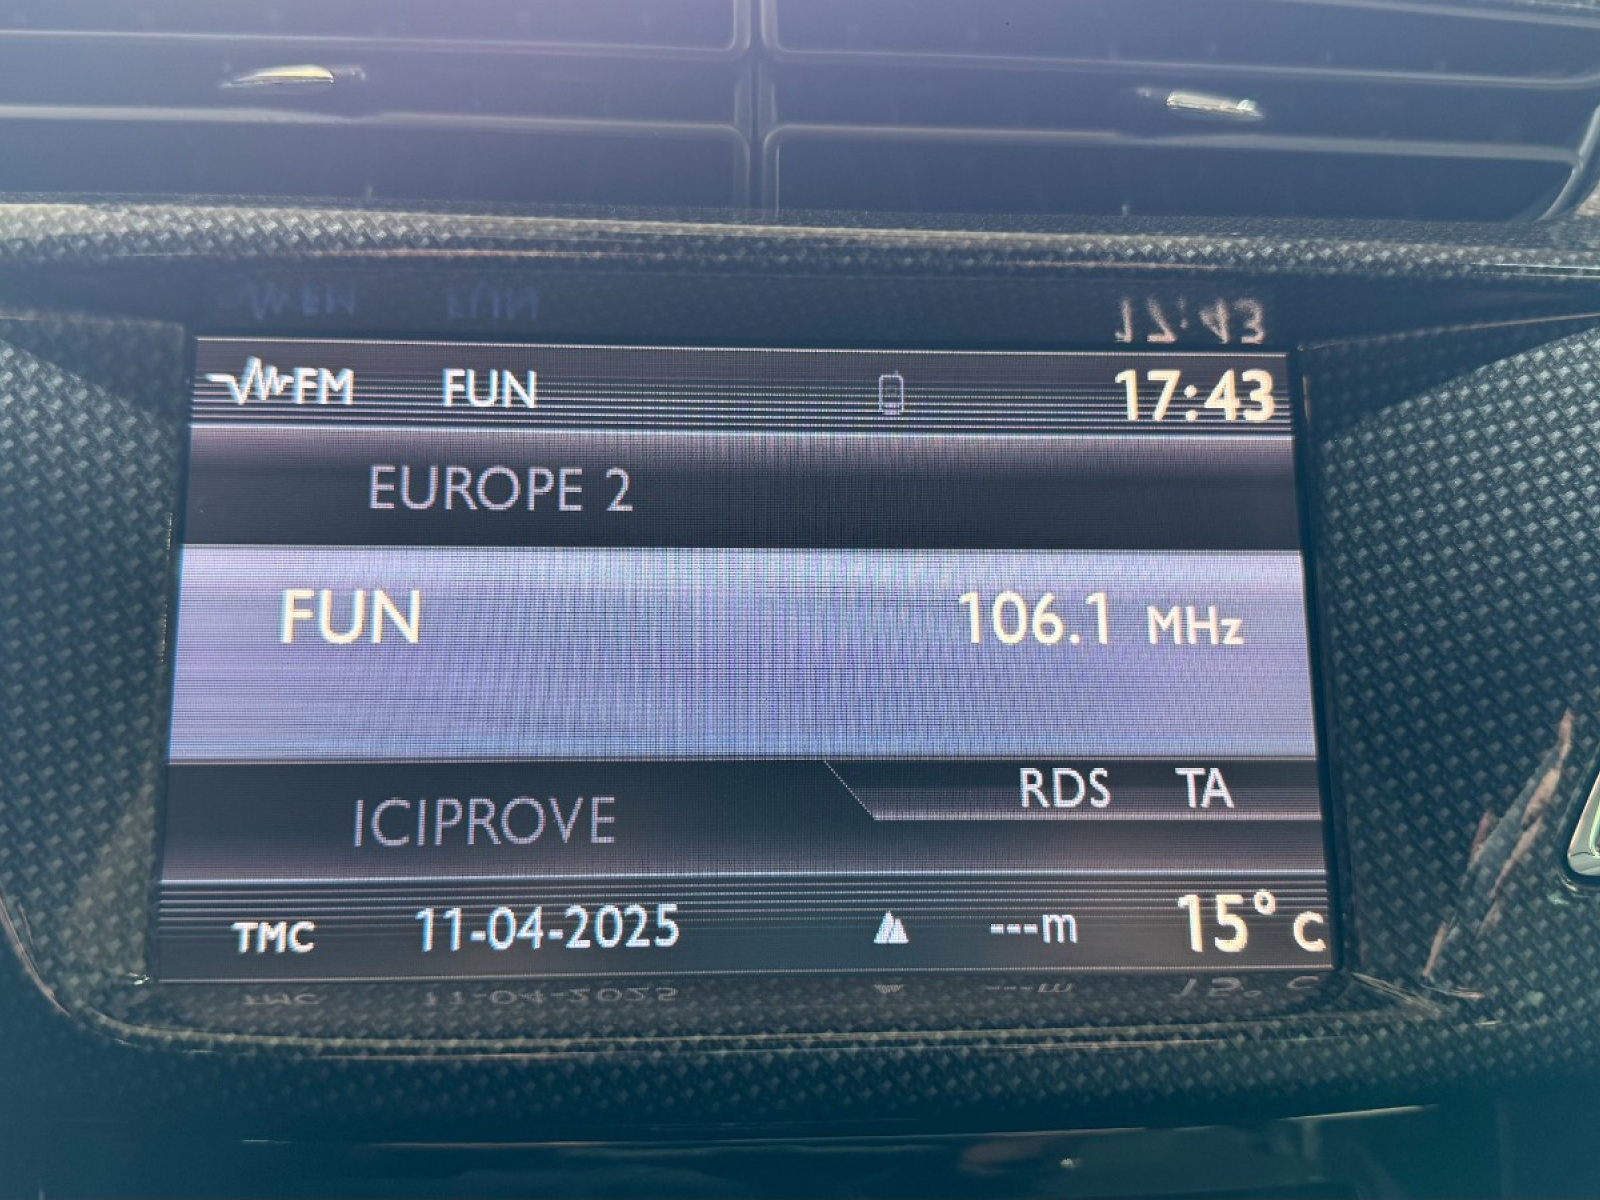 FM FUN 17:43
EUROPE 2
FUN 106.1 MHz
RDS TA
ICIPROVE
TMC 11-04-2025 ---m 15° C